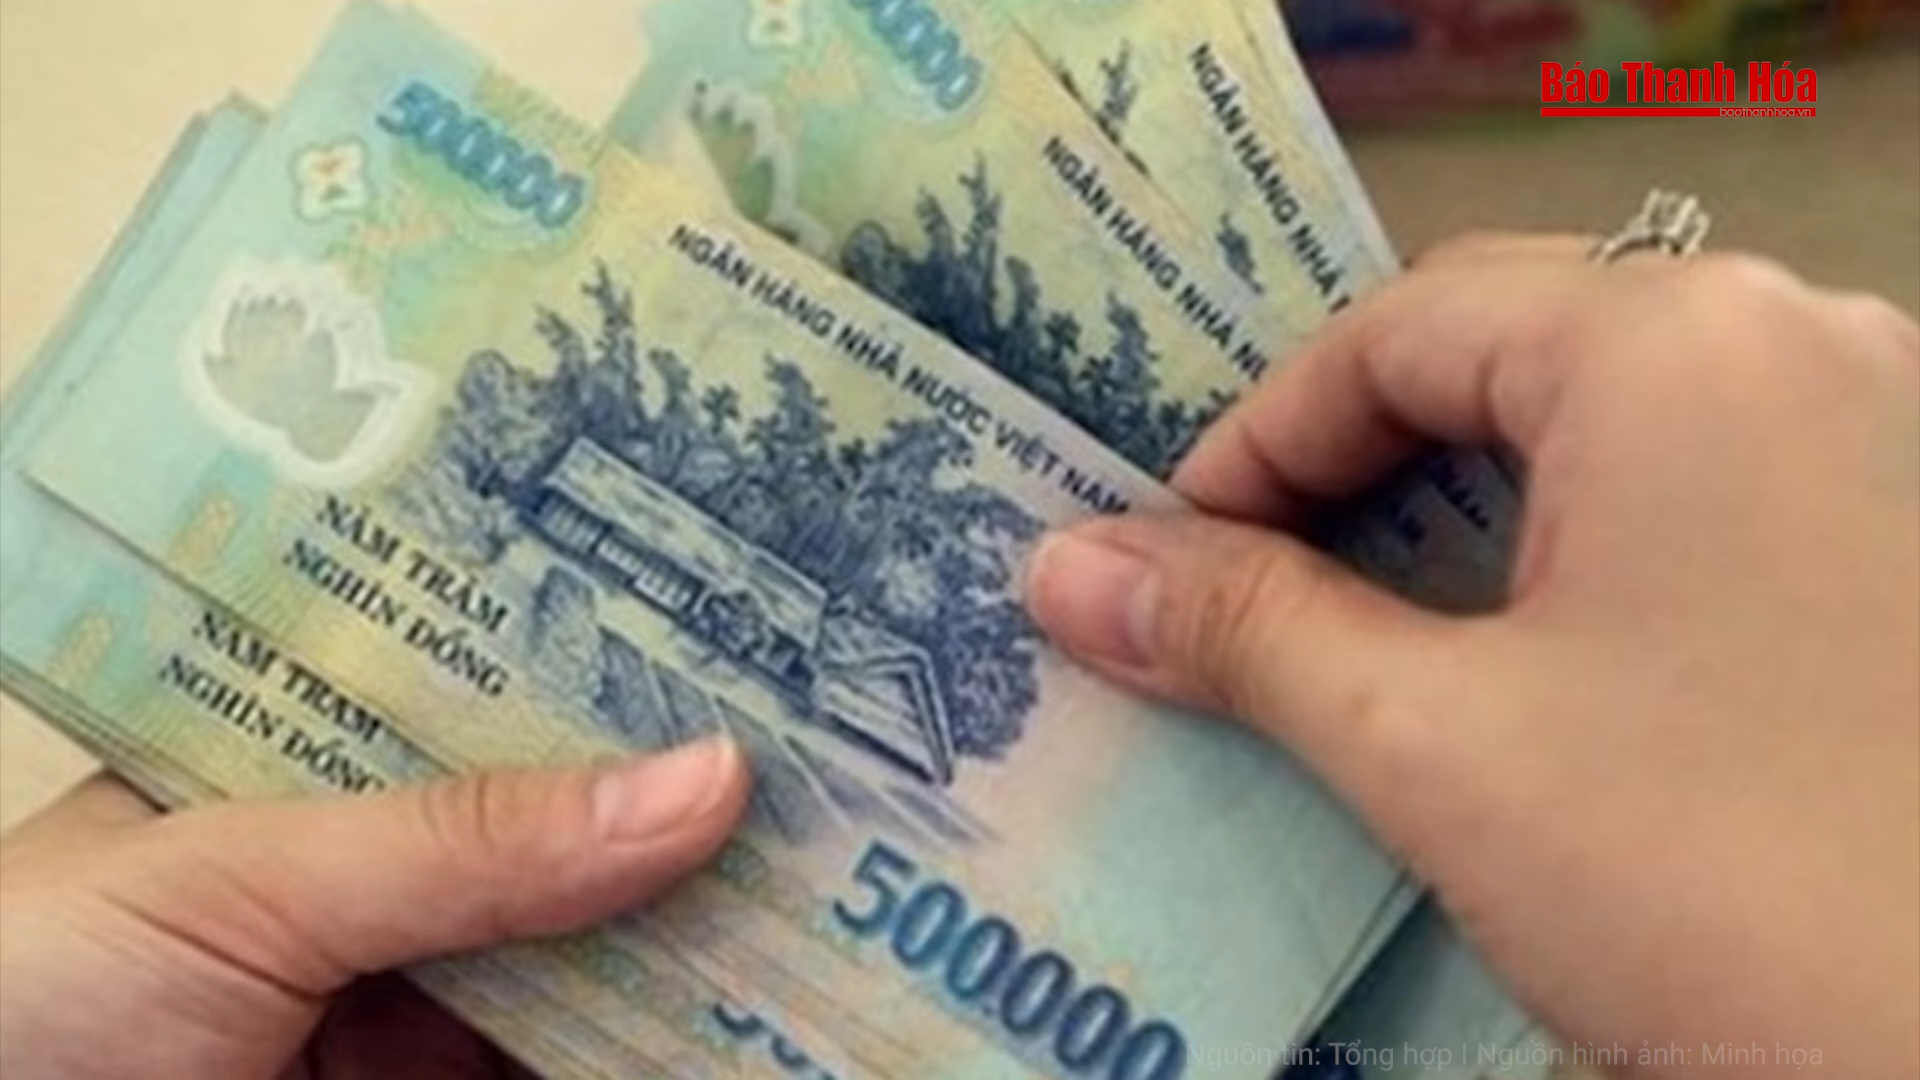 Báo Thanh Hóa
baothanhhoa.vn
500000
NGÂN HÀNG NHÀ NƯỚC VIỆT NAM
NGÂN HÀNG NHÀ
NGÂN HÀNG NHÀ
NĂM TRĂM
NGHÌN ĐỒNG
NĂM TRĂM
NGHÌN ĐỒNG
500000
Nguồn tin: Tổng hợp | Nguồn hình ảnh: Minh họa